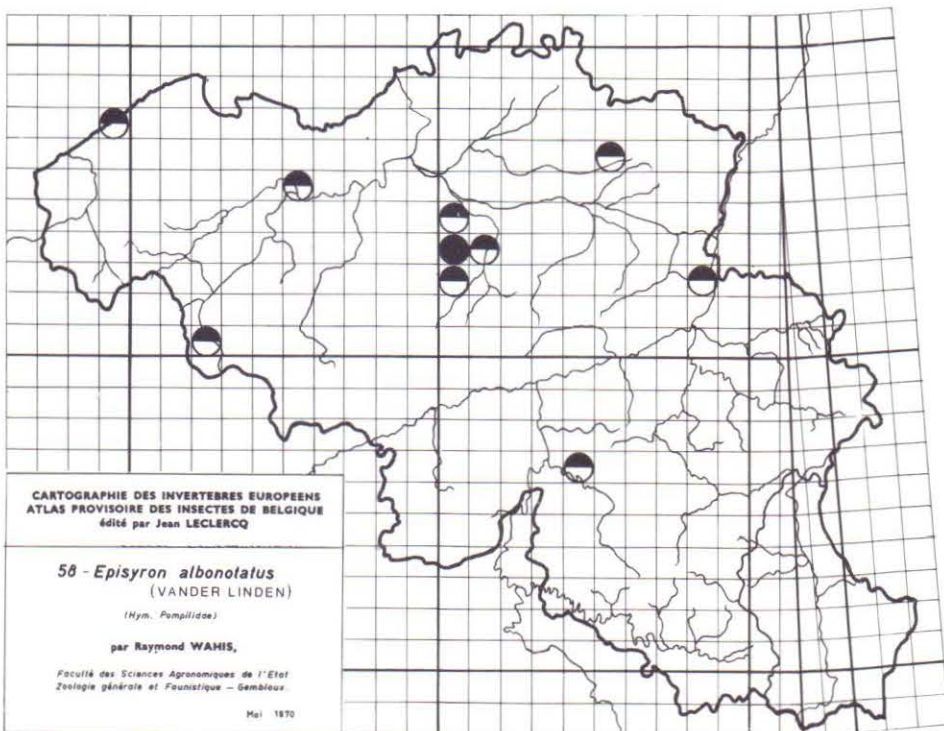 CARTOGRAPHIE DES INVERTEBRES EUROPEENS
ATLAS PROVISOIRE DES INSECTES DE BELGIQUE
édité par Jean LECLERCQ
58 - Episyron albonotatus
(VANDER LINDEN)
(Hym. Pompilidae)
par Raymond WAHIS,
Faculté des Sciences Agronomiques de l'Etat
Zoologie générale et Faunistique — Gembloux.
Mai 1970